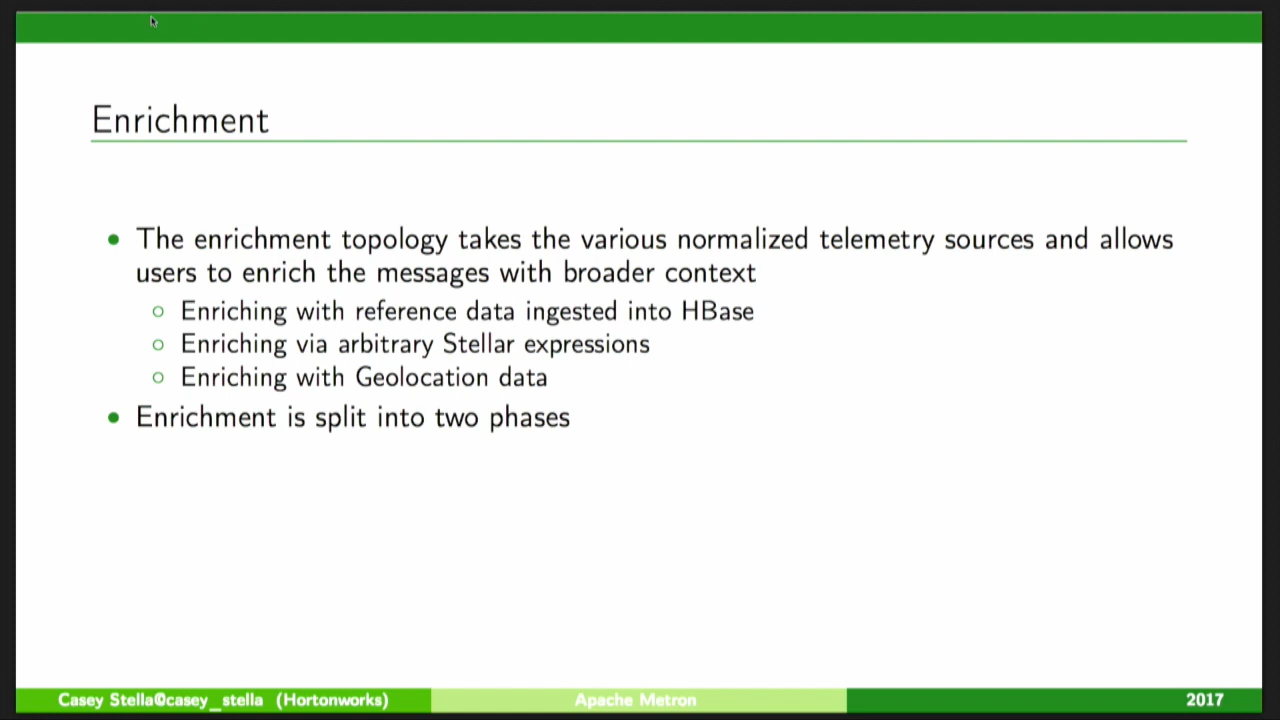 Enrichment
• The enrichment topology takes the various normalized telemetry sources and allows
users to enrich the messages with broader context
○ Enriching with reference data ingested into HBase
○ Enriching via arbitrary Stellar expressions
○ Enriching with Geolocation data
• Enrichment is split into two phases
Casey Stella@casey_stella (Hortonworks) Apache Metron 2017